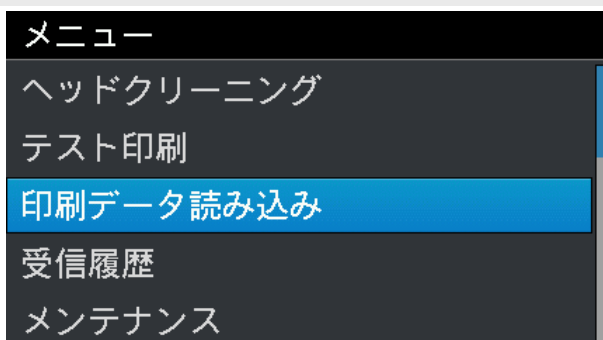 メニュー
ヘッドクリーニング
テスト印刷
印刷データ読み込み
受信履歴
メンテナンス